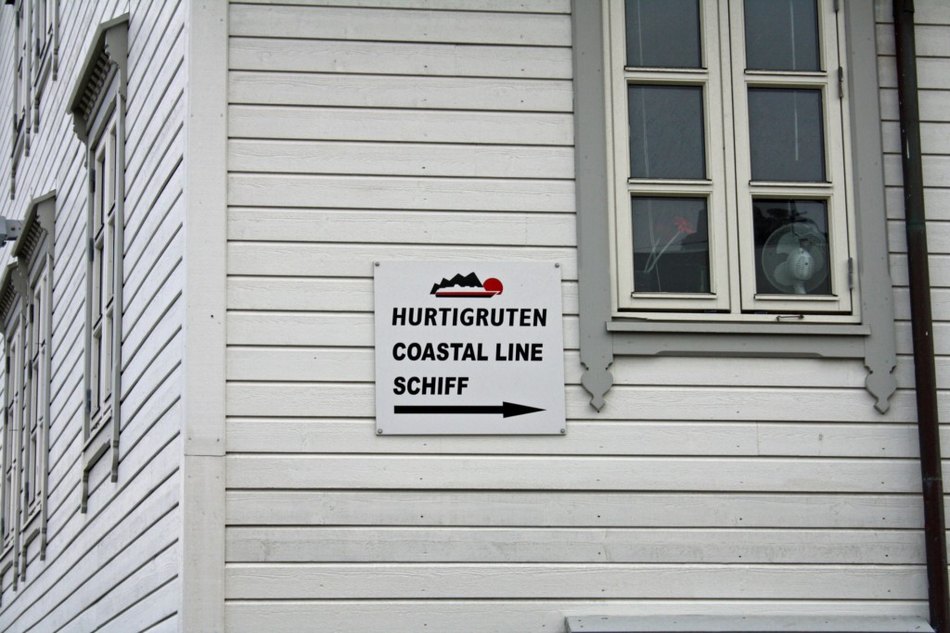 HURTIGRUTEN
COASTAL LINE
SCHIFF